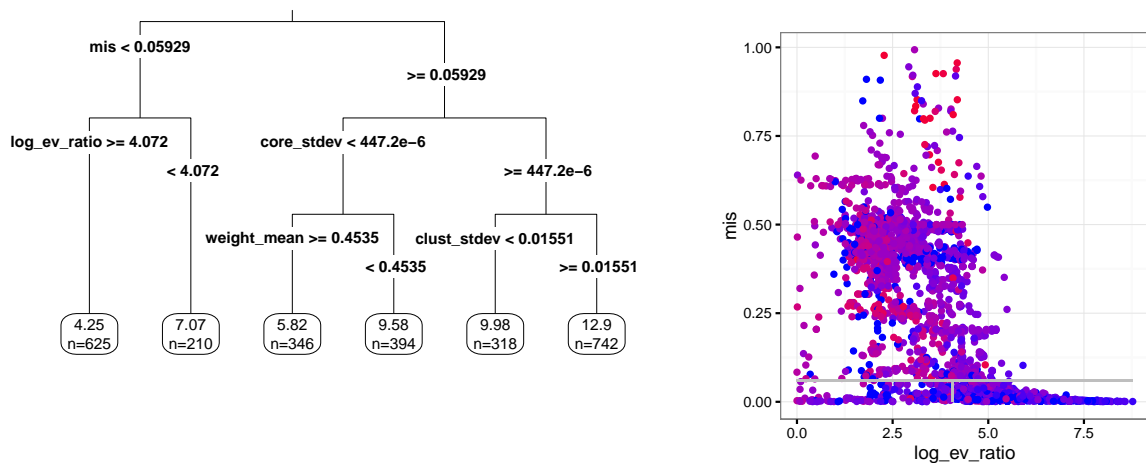 mis < 0.05929
>= 0.05929
log_ev_ratio >= 4.072
< 4.072
core_stdev < 447.2e−6
>= 447.2e−6
weight_mean >= 0.4535
< 0.4535
clust_stdev < 0.01551
>= 0.01551
4.25
n=625
7.07
n=210
5.82
n=346
9.58
n=394
9.98
n=318
12.9
n=742
mis
1.00
0.75
0.50
0.25
0.00
0.0
2.5
5.0
7.5
log_ev_ratio